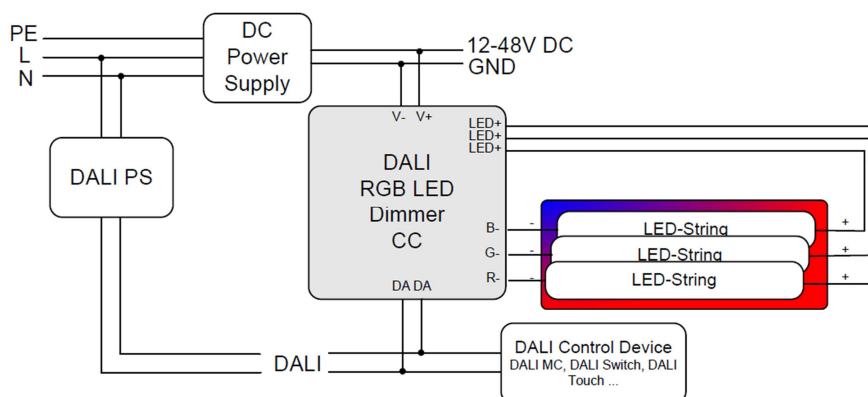 PE
L
N
DC
Power
Supply
12-48V DC
GND
V- V+
LED+
LED+
LED+
DALI PS
DALI
RGB LED
Dimmer
CC
B- - LED-String +
G- - LED-String +
R- - LED-String +
DA DA
DALI
DALI Control Device
DALI MC, DALI Switch, DALI
Touch ...